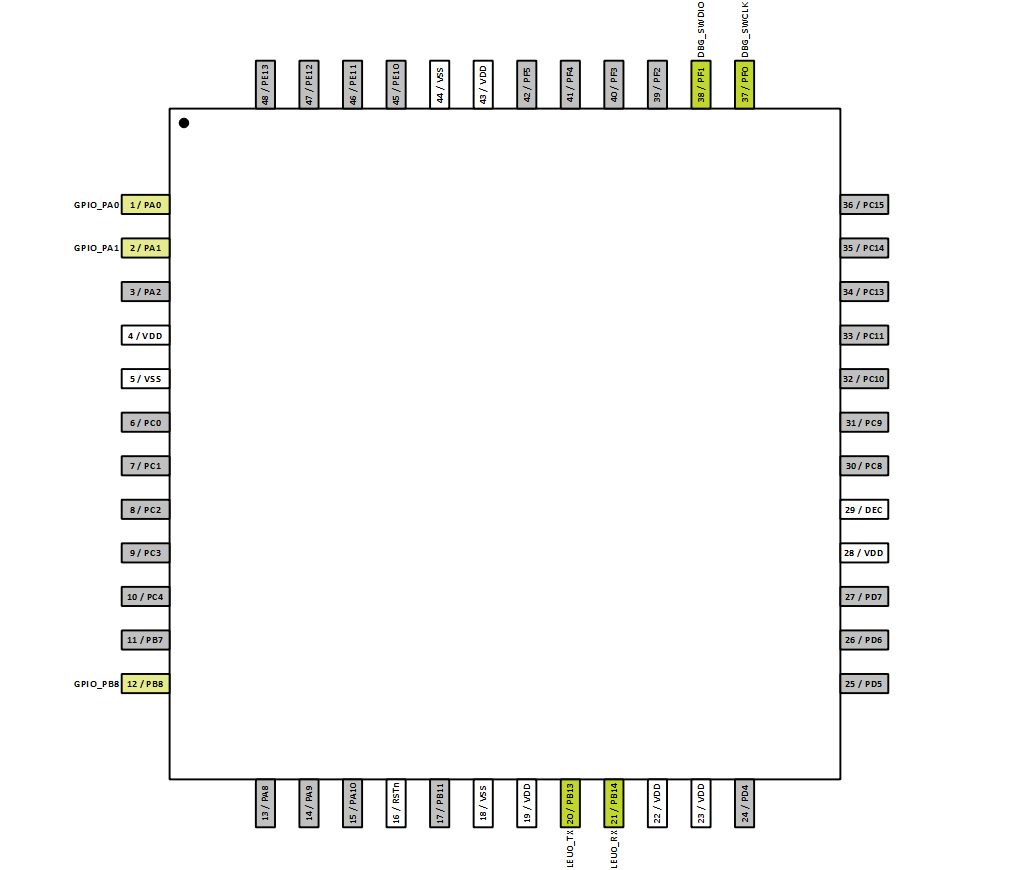 DBG_SWDIO
DBG_SWCLK
48 / PE13
47 / PE12
46 / PE11
45 / PE10
44 / VSS
43 / VDD
42 / PF5
41 / PF4
40 / PF3
39 / PF2
38 / PF1
37 / PF0
GPIO_PA0 1 / PA0
36 / PC15
GPIO_PA1 2 / PA1
35 / PC14
3 / PA2
34 / PC13
4 / VDD
33 / PC11
5 / VSS
32 / PC10
6 / PC0
31 / PC9
7 / PC1
30 / PC8
8 / PC2
29 / DEC
9 / PC3
28 / VDD
10 / PC4
27 / PD7
11 / PB7
26 / PD6
GPIO_PB8 12 / PB8
25 / PD5
13 / PA8
14 / PA9
15 / PA10
16 / RSTn
17 / PB11
18 / VSS
19 / VDD
20 / PB13
21 / PB14
22 / VDD
23 / VDD
24 / PD4
LEU0_TX
LEU0_RX